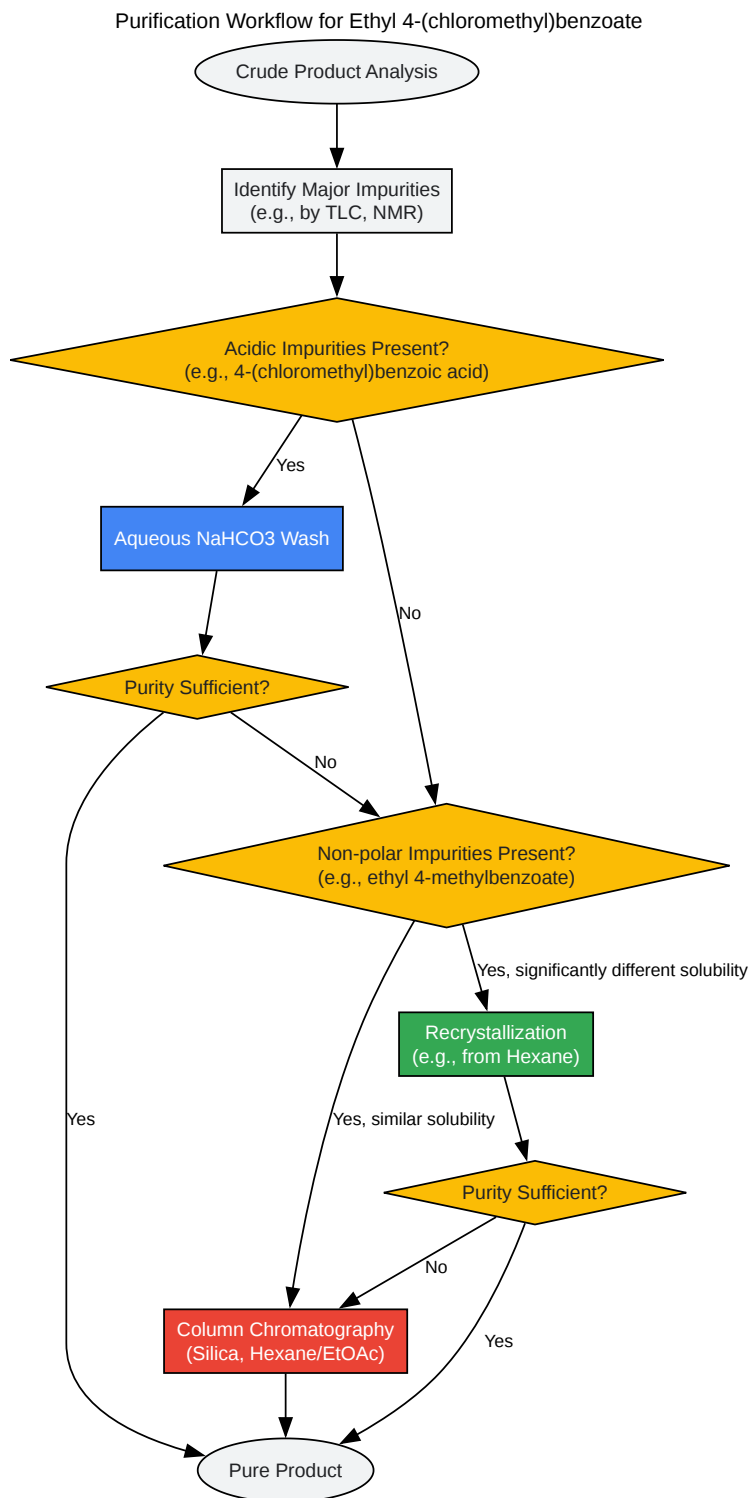 Purification Workflow for Ethyl 4-(chloromethyl)benzoate
Crude Product Analysis
Identify Major Impurities
(e.g., by TLC, NMR)
Acidic Impurities Present?
(e.g., 4-(chloromethyl)benzoic acid)
Yes
Aqueous NaHCO3 Wash
No
Purity Sufficient?
No
Non-polar Impurities Present?
(e.g., ethyl 4-methylbenzoate)
Yes, significantly different solubility
Recrystallization
(e.g., from Hexane)
Yes
Yes, similar solubility
Purity Sufficient?
No
Column Chromatography
(Silica, Hexane/EtOAc)
Yes
Pure Product